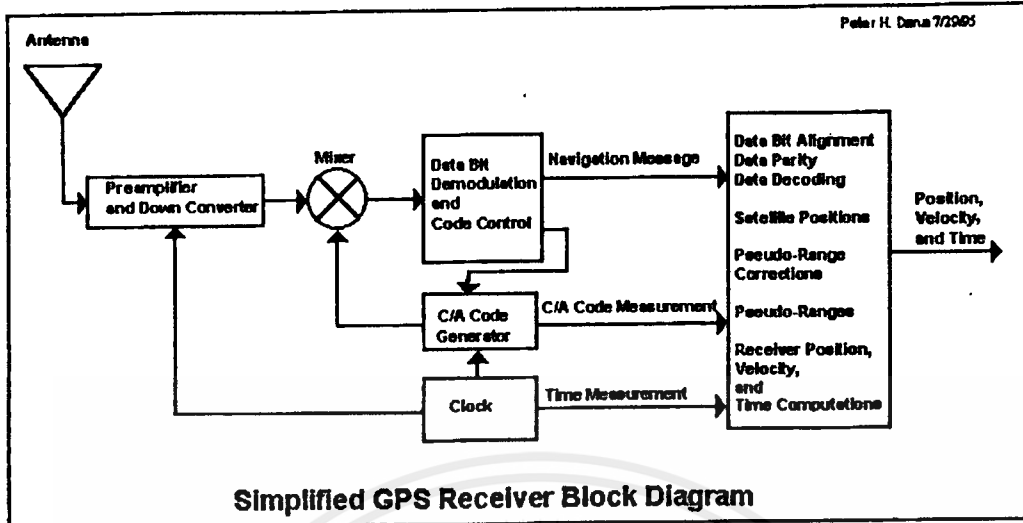 Peter H. Dana 7/29/95
Antenna
Preamplifier
and Down Converter
Mixer
Data Bit
Demodulation
and
Code Control
Navigation Message
C/A Code
Generator
C/A Code Measurement
Clock
Time Measurement
Data Bit Alignment
Data Parity
Data Decoding
Satellite Positions
Pseudo-Range
Corrections
Pseudo-Ranges
Receiver Position,
Velocity,
and
Time Computations
Position,
Velocity,
and Time
Simplified GPS Receiver Block Diagram